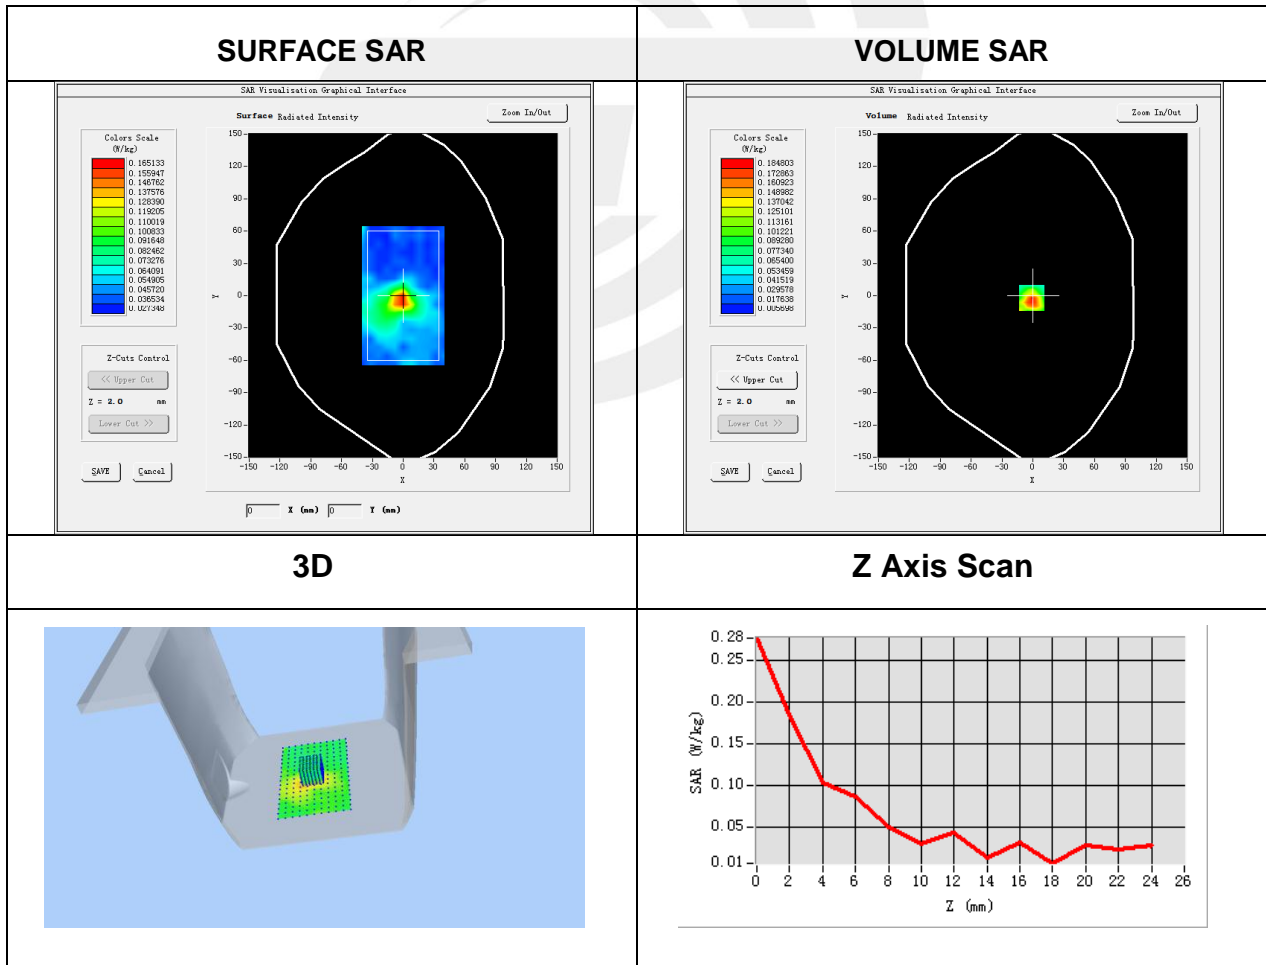 SURFACE SAR
VOLUME SAR
SAR Visualisation Graphical Interface
Surface Radiated Intensity
Zoom In/Out
Colors Scale
(W/kg)
0.165133
0.155947
0.146762
0.137576
0.128390
0.119205
0.110019
0.100833
0.091648
0.082462
0.073276
0.064091
0.054905
0.045720
0.036534
0.027348
150
120
90
60
30
0
-30
-60
-90
-120
-150
Y
-150 -120 -90 -60 -30 0 30 60 90 120 150
X
Z-Cuts Control
<< Upper Cut
Z = 2.0 mm
Lower Cut >>
SAVE Cancel
0 X (mm) 0 Y (mm)
SAR Visualisation Graphical Interface
Volume Radiated Intensity
Zoom In/Out
Colors Scale
(W/kg)
0.184803
0.172863
0.160923
0.148982
0.137042
0.125101
0.113161
0.101221
0.089280
0.077340
0.065400
0.053459
0.041519
0.029578
0.017638
0.005698
150
120
90
60
30
0
-30
-60
-90
-120
-150
Y
-150 -120 -90 -60 -30 0 30 60 90 120 150
X
Z-Cuts Control
<< Upper Cut
Z = 2.0 mm
Lower Cut >>
SAVE Cancel
3D
Z Axis Scan
0.28
0.25
0.20
0.15
0.10
0.05
0.01
SAR (W/kg)
0 2 4 6 8 10 12 14 16 18 20 22 24 26
Z (mm)